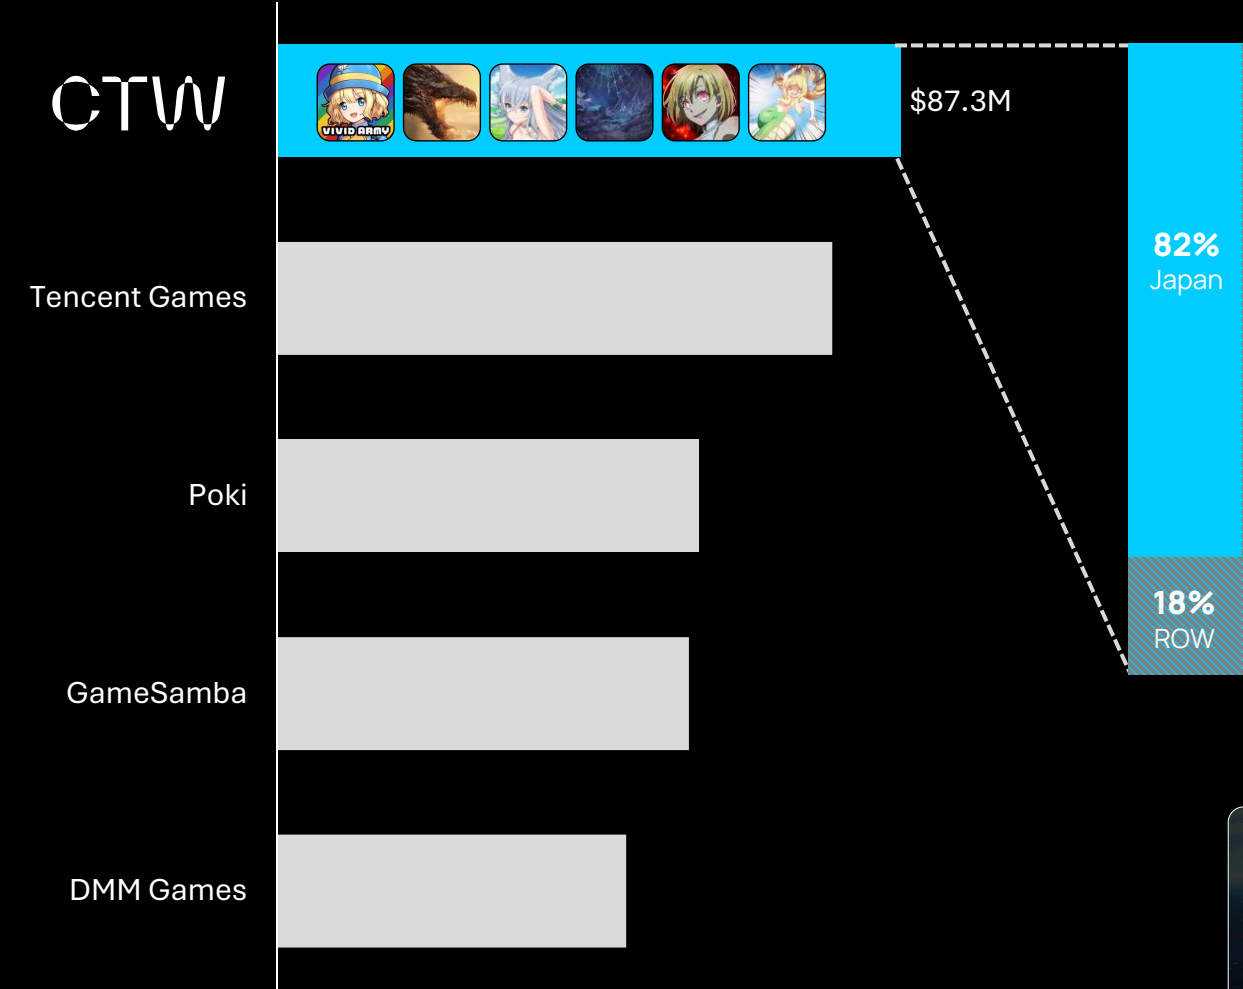 CTW
VIVID ARMY
$87.3M
82%
Japan
Tencent Games
Poki
18%
ROW
GameSamba
DMM Games